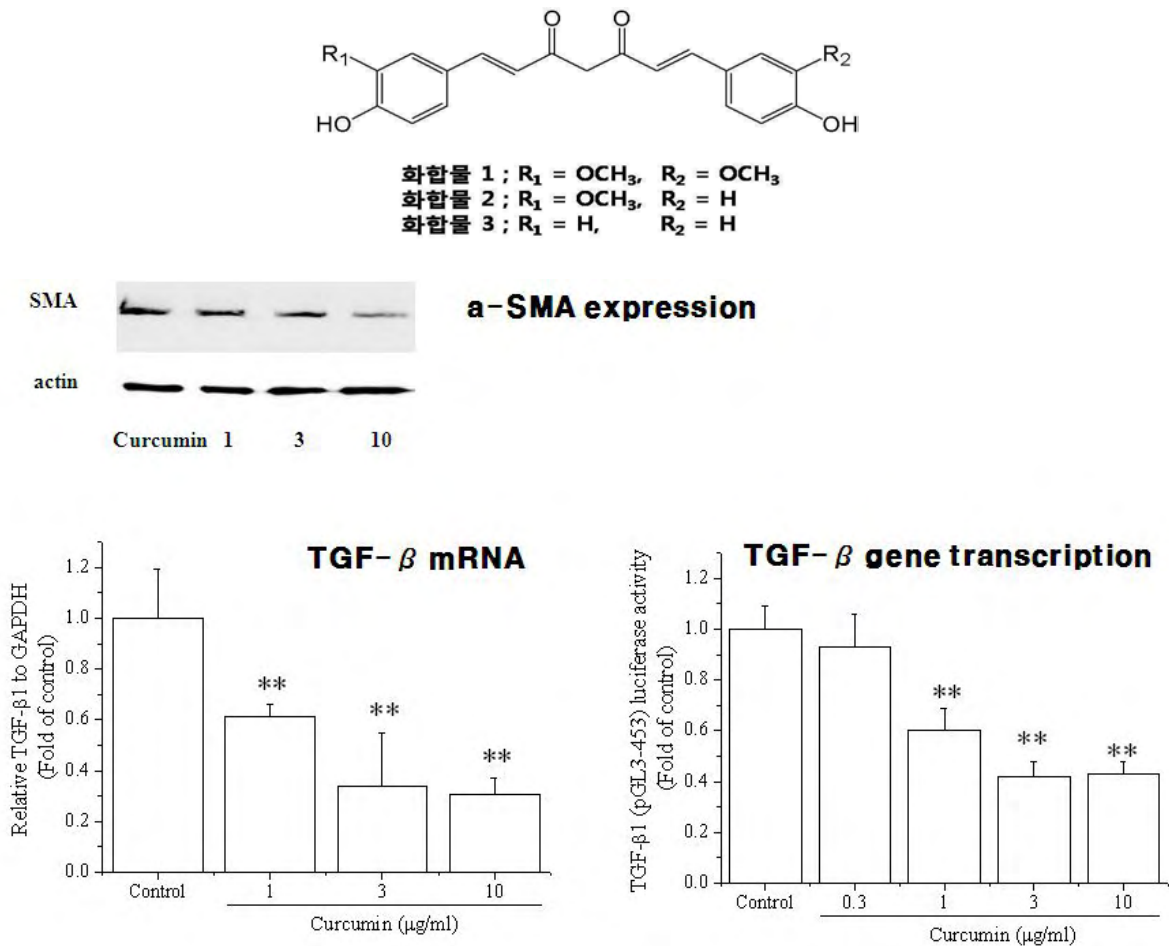 O O
R₁ R₂
HO OH
화합물 1 ; R₁ = OCH₃, R₂ = OCH₃
화합물 2 ; R₁ = OCH₃, R₂ = H
화합물 3 ; R₁ = H, R₂ = H
SMA
a-SMA expression
actin
Curcumin 1 3 10
TGF-β mRNA
Relative TGF-β1 to GAPDH
(Fold of control)
1.2
1.0
0.8
0.6
0.4
0.2
0.0
**
**
**
Control 1 3 10
Curcumin (μg/ml)
TGF-β gene transcription
TGF-β1 (pGL3-453) luciferase activity
(Fold of control)
1.2
1.0
0.8
0.6
0.4
0.2
0.0
**
**
**
Control 0.3 1 3 10
Curcumin (μg/ml)